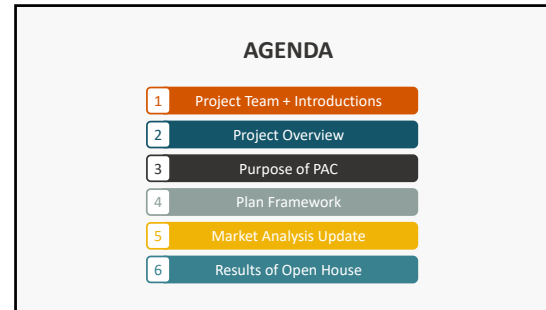 AGENDA
1 Project Team + Introductions
2 Project Overview
3 Purpose of PAC
4 Plan Framework
5 Market Analysis Update
6 Results of Open House